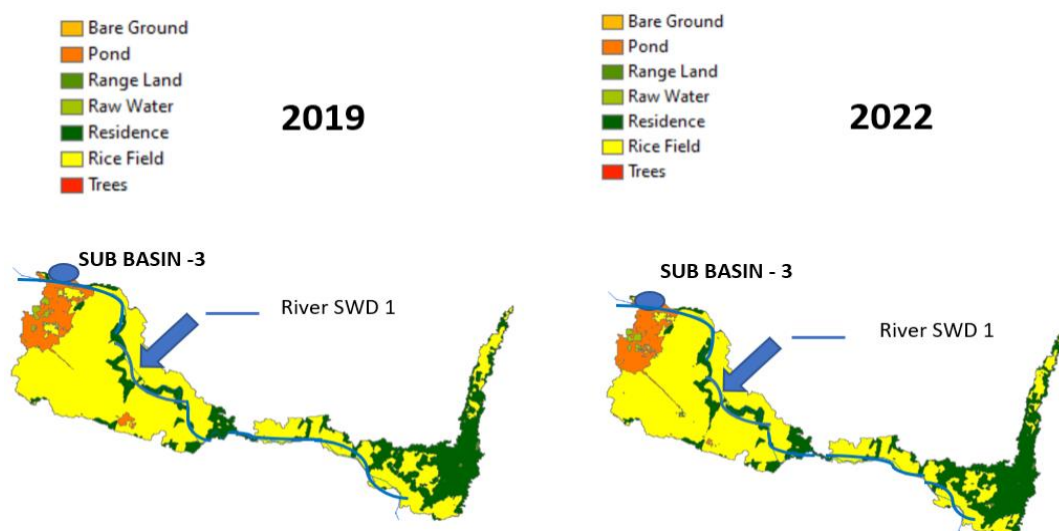 Bare Ground
Pond
Range Land
Raw Water
Residence
Rice Field
Trees
2019
SUB BASIN -3
River SWD 1
Bare Ground
Pond
Range Land
Raw Water
Residence
Rice Field
Trees
2022
SUB BASIN - 3
River SWD 1